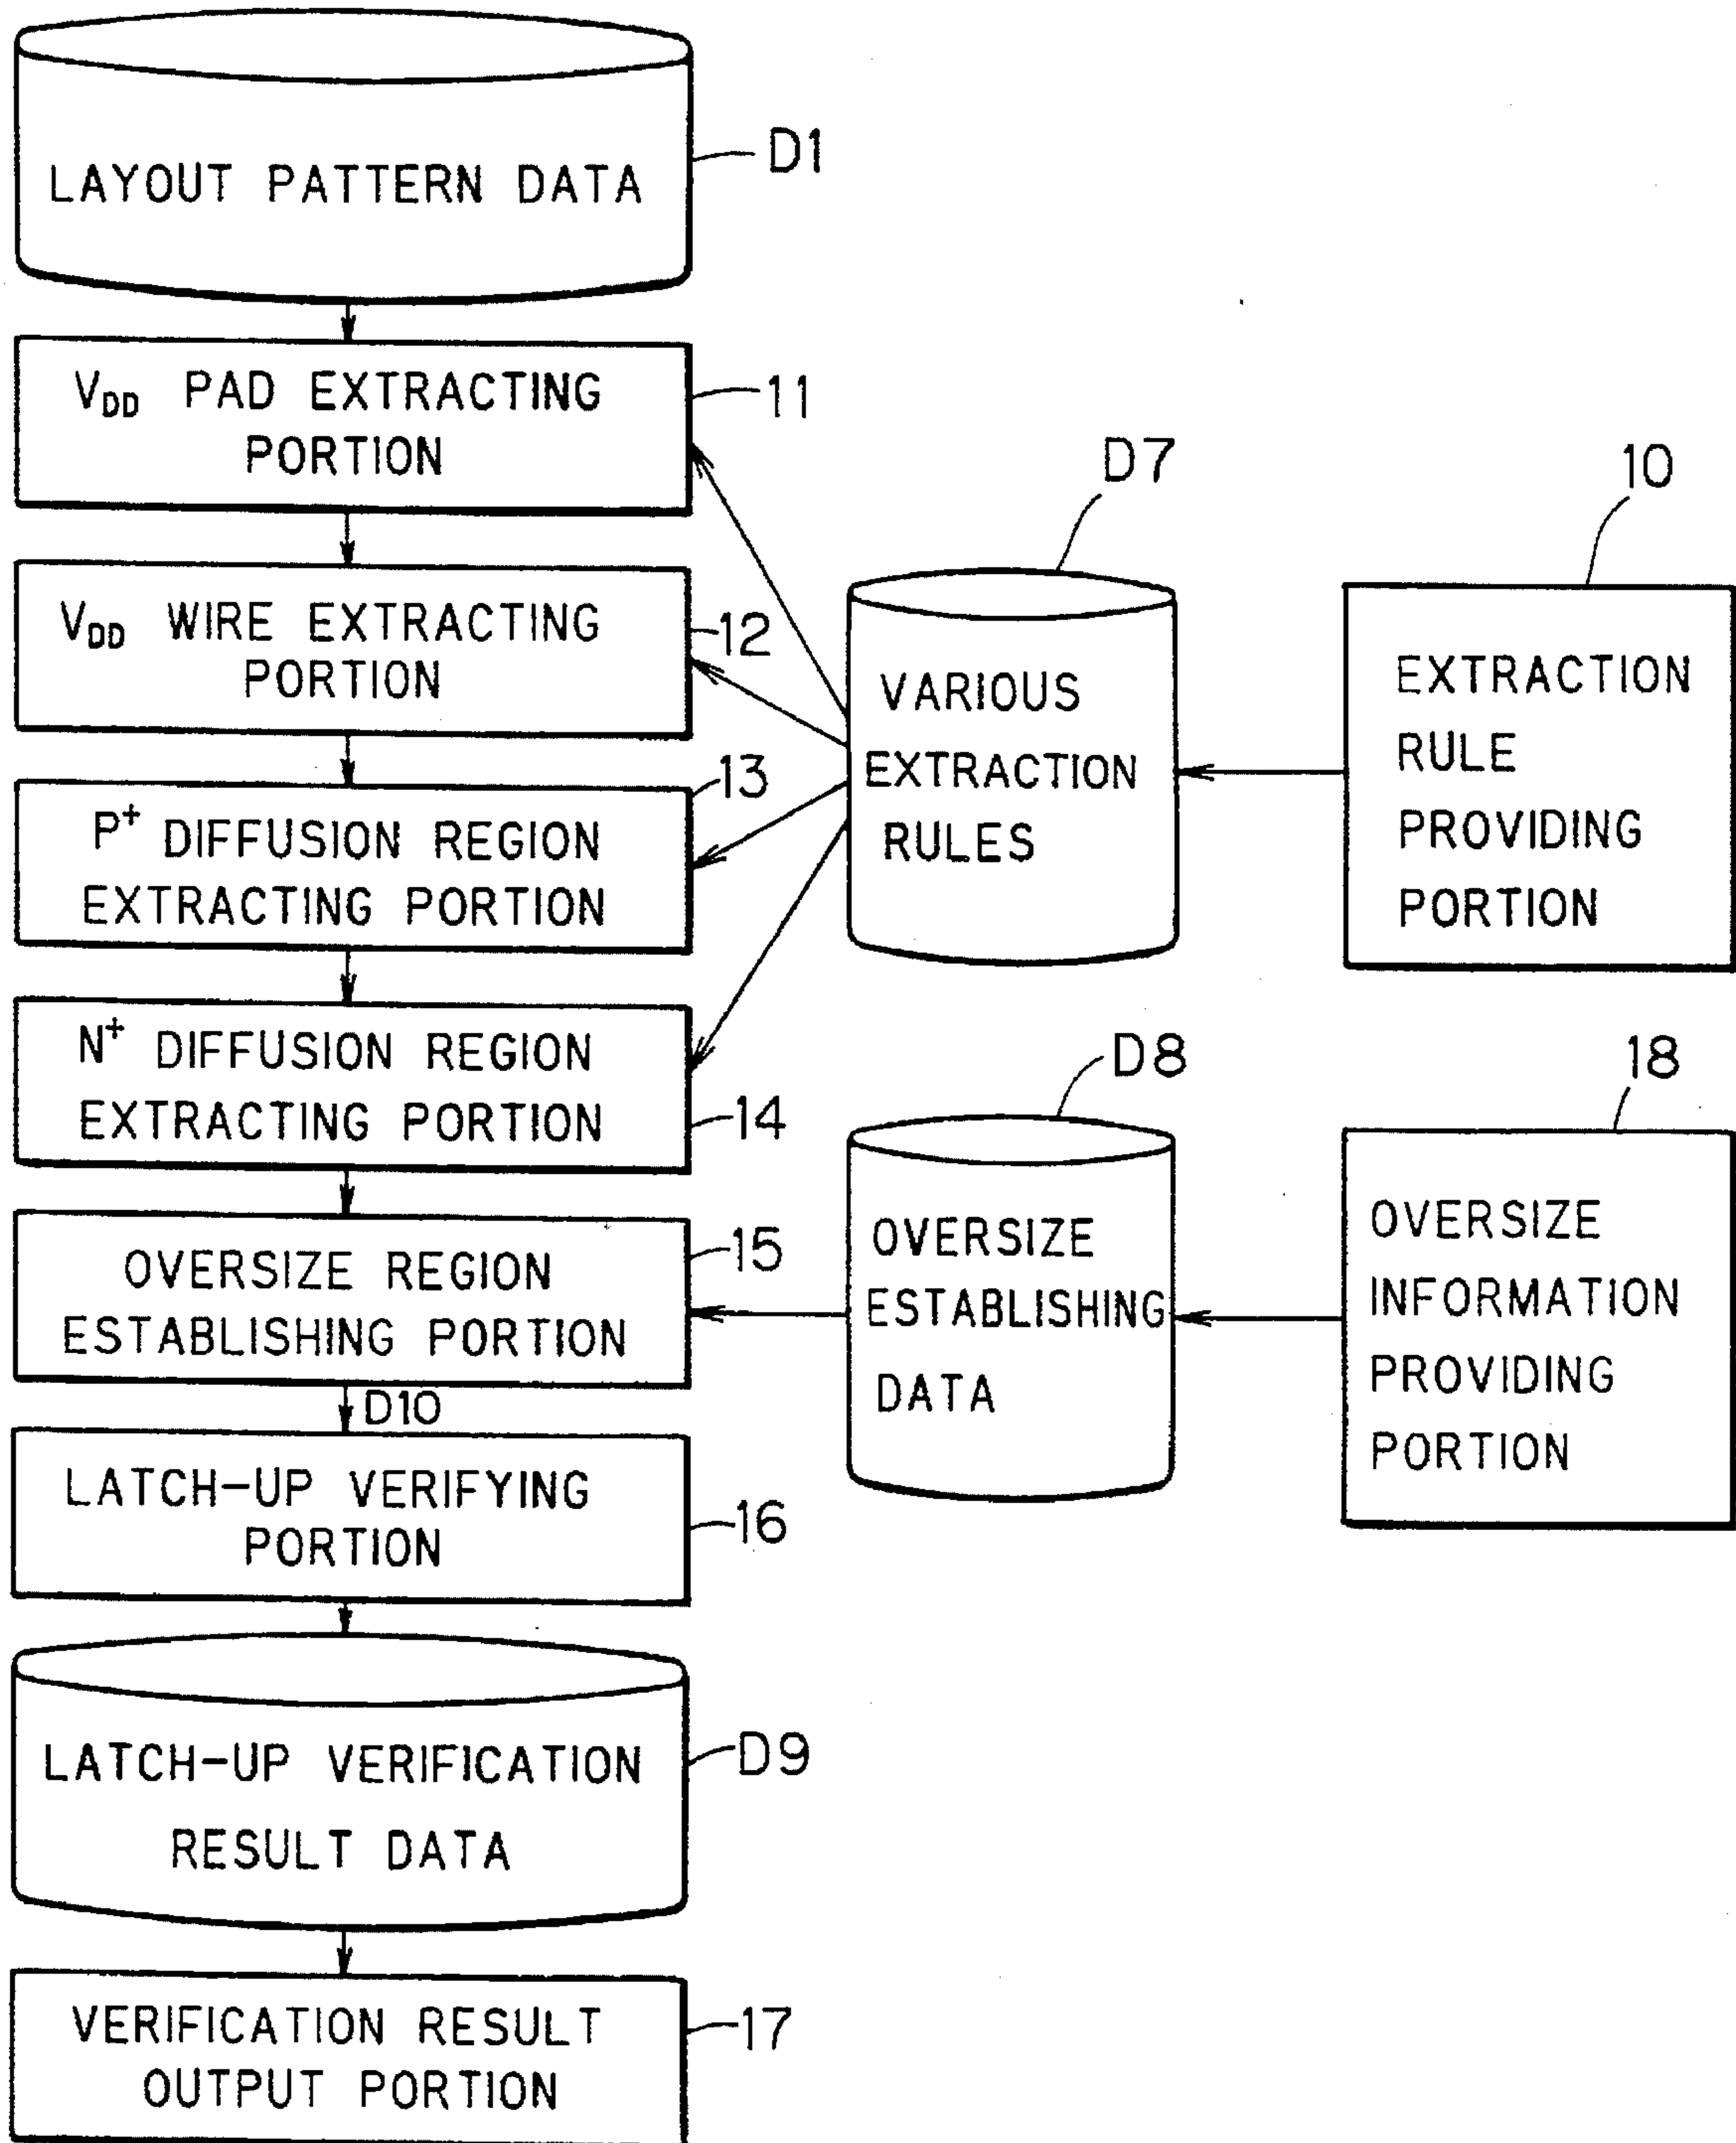 LAYOUT PATTERN DATA
D1
V_DD PAD EXTRACTING
PORTION
11
V_DD WIRE EXTRACTING
PORTION
12
P+ DIFFUSION REGION
EXTRACTING PORTION
13
N+ DIFFUSION REGION
EXTRACTING PORTION
14
D7
VARIOUS
EXTRACTION
RULES
10
EXTRACTION
RULE
PROVIDING
PORTION
OVERSIZE REGION
ESTABLISHING PORTION
15
D8
OVERSIZE
ESTABLISHING
DATA
18
OVERSIZE
INFORMATION
PROVIDING
PORTION
D10
LATCH-UP VERIFYING
PORTION
16
LATCH-UP VERIFICATION
RESULT DATA
D9
VERIFICATION RESULT
OUTPUT PORTION
17